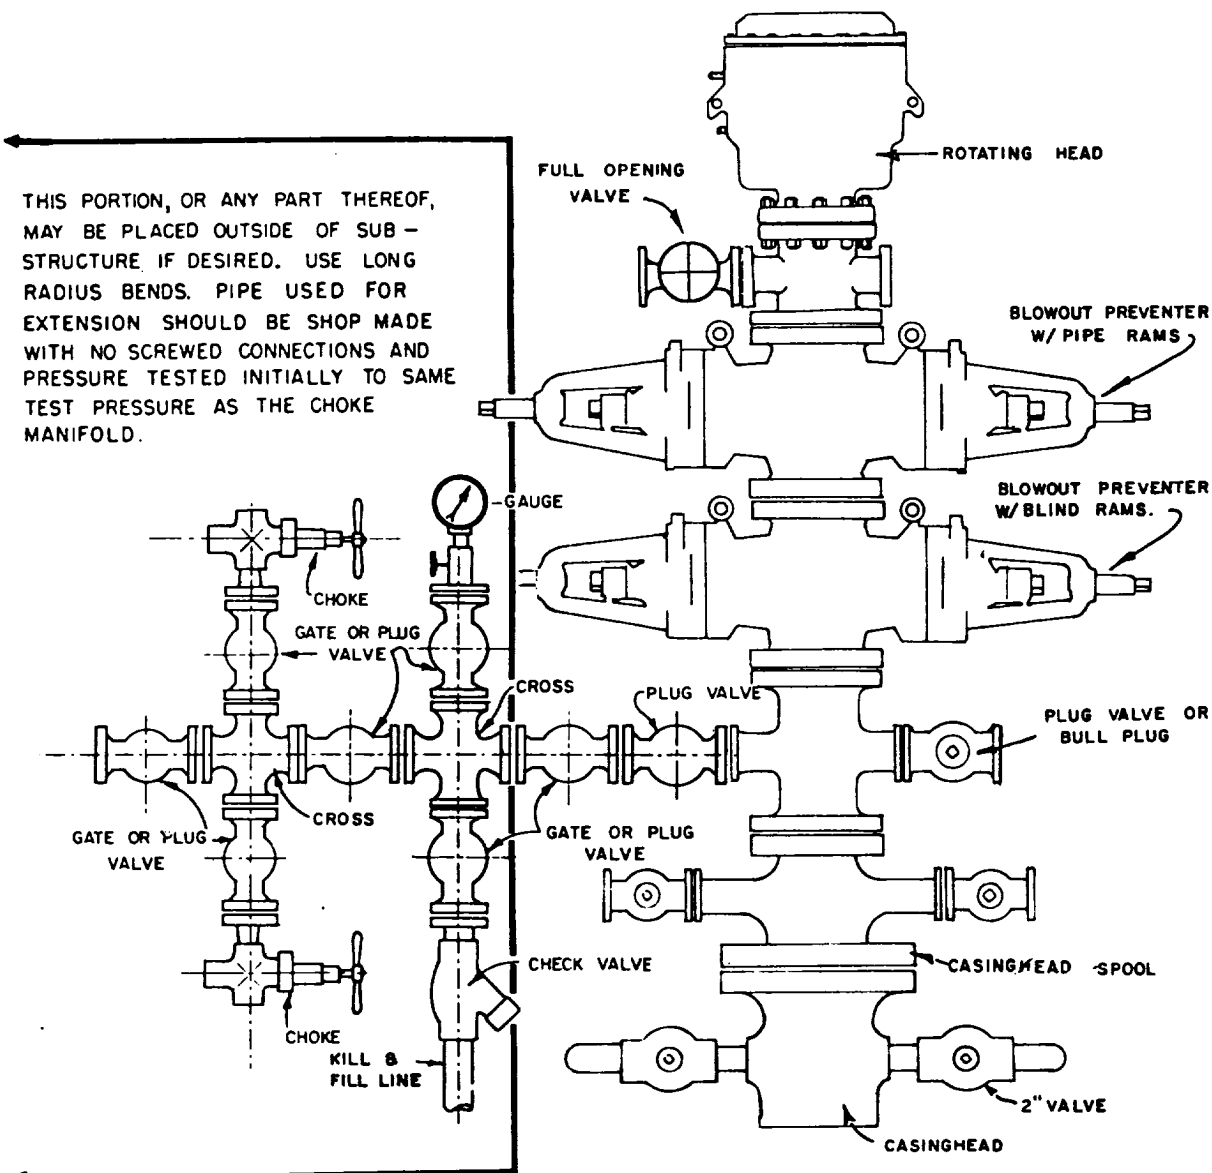 ROTATING HEAD
FULL OPENING
VALVE
THIS PORTION, OR ANY PART THEREOF,
MAY BE PLACED OUTSIDE OF SUB-
STRUCTURE IF DESIRED. USE LONG
RADIUS BENDS. PIPE USED FOR
EXTENSION SHOULD BE SHOP MADE
WITH NO SCREWED CONNECTIONS AND
PRESSURE TESTED INITIALLY TO SAME
TEST PRESSURE AS THE CHOKE
MANIFOLD.
BLOWOUT PREVENTER
W/ PIPE RAMS
BLOWOUT PREVENTER
W/ BLIND RAMS.
GAUGE
CHOKE
GATE OR PLUG
VALVE
CROSS
PLUG VALVE
PLUG VALVE OR
BULL PLUG
CROSS
GATE OR PLUG
VALVE
GATE OR PLUG
VALVE
CHECK VALVE
CASINGHEAD SPOOL
CHOKE
KILL &
FILL LINE
2" VALVE
CASINGHEAD